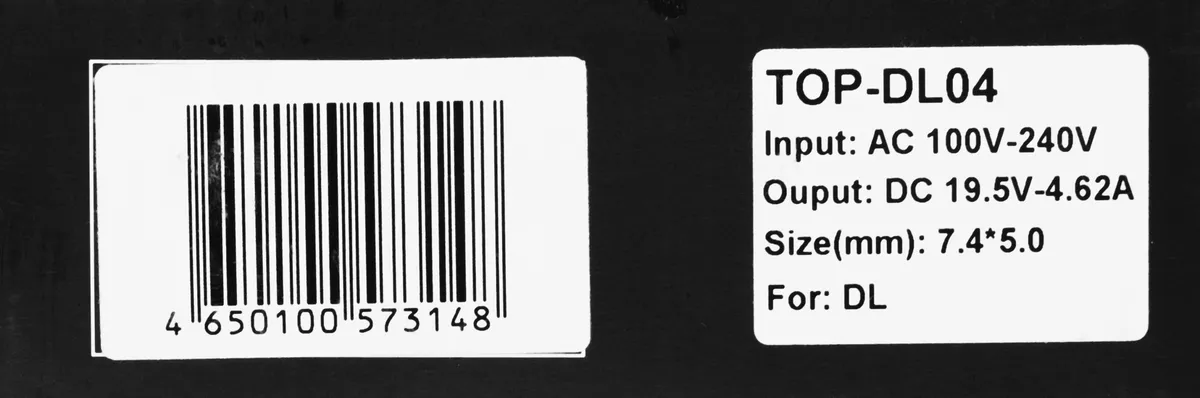 4 650100 573148
TOP-DL04
Input: AC 100V-240V
Ouput: DC 19.5V-4.62A
Size(mm): 7.4*5.0
For: DL